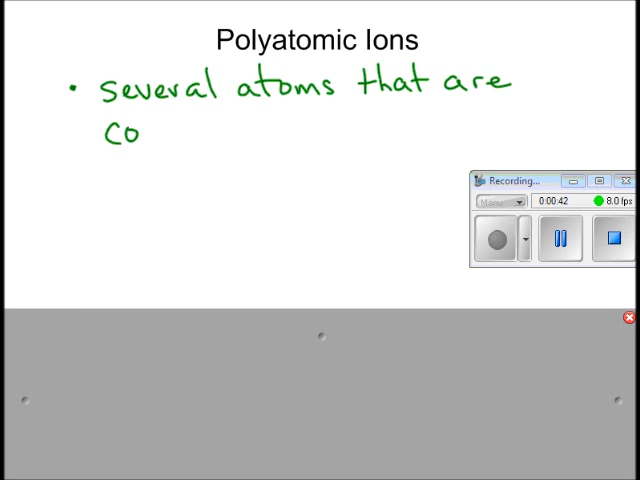 Polyatomic Ions
• several atoms that are
co
Recording...
Menu
0:00:42
8.0 fps